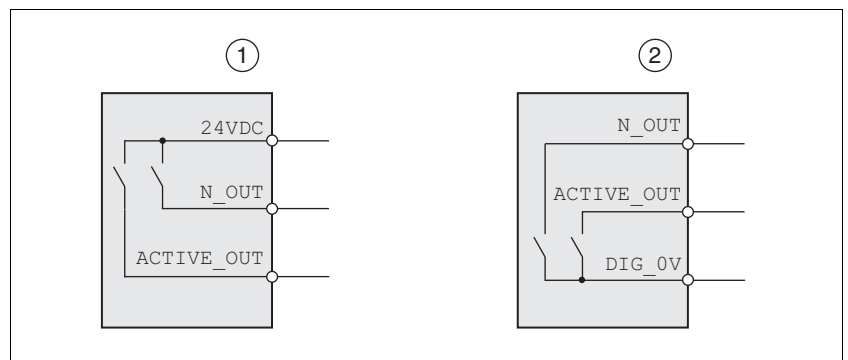 1
24VDC
N_OUT
ACTIVE_OUT
2
N_OUT
ACTIVE_OUT
DIG_0V